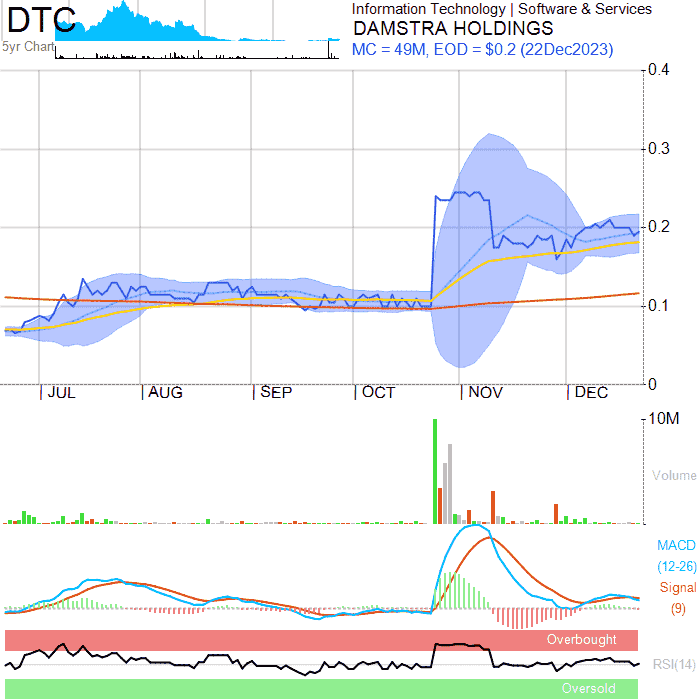 DTC
5yr Chart
Information Technology | Software & Services
DAMSTRA HOLDINGS
MC = 49M, EOD = $0.2 (22Dec2023)
0.4
0.3
0.2
0.1
0
JUL AUG SEP OCT NOV DEC
10M
Volume
MACD
(12-26)
Signal
(9)
Overbought
RSI(14)
Oversold